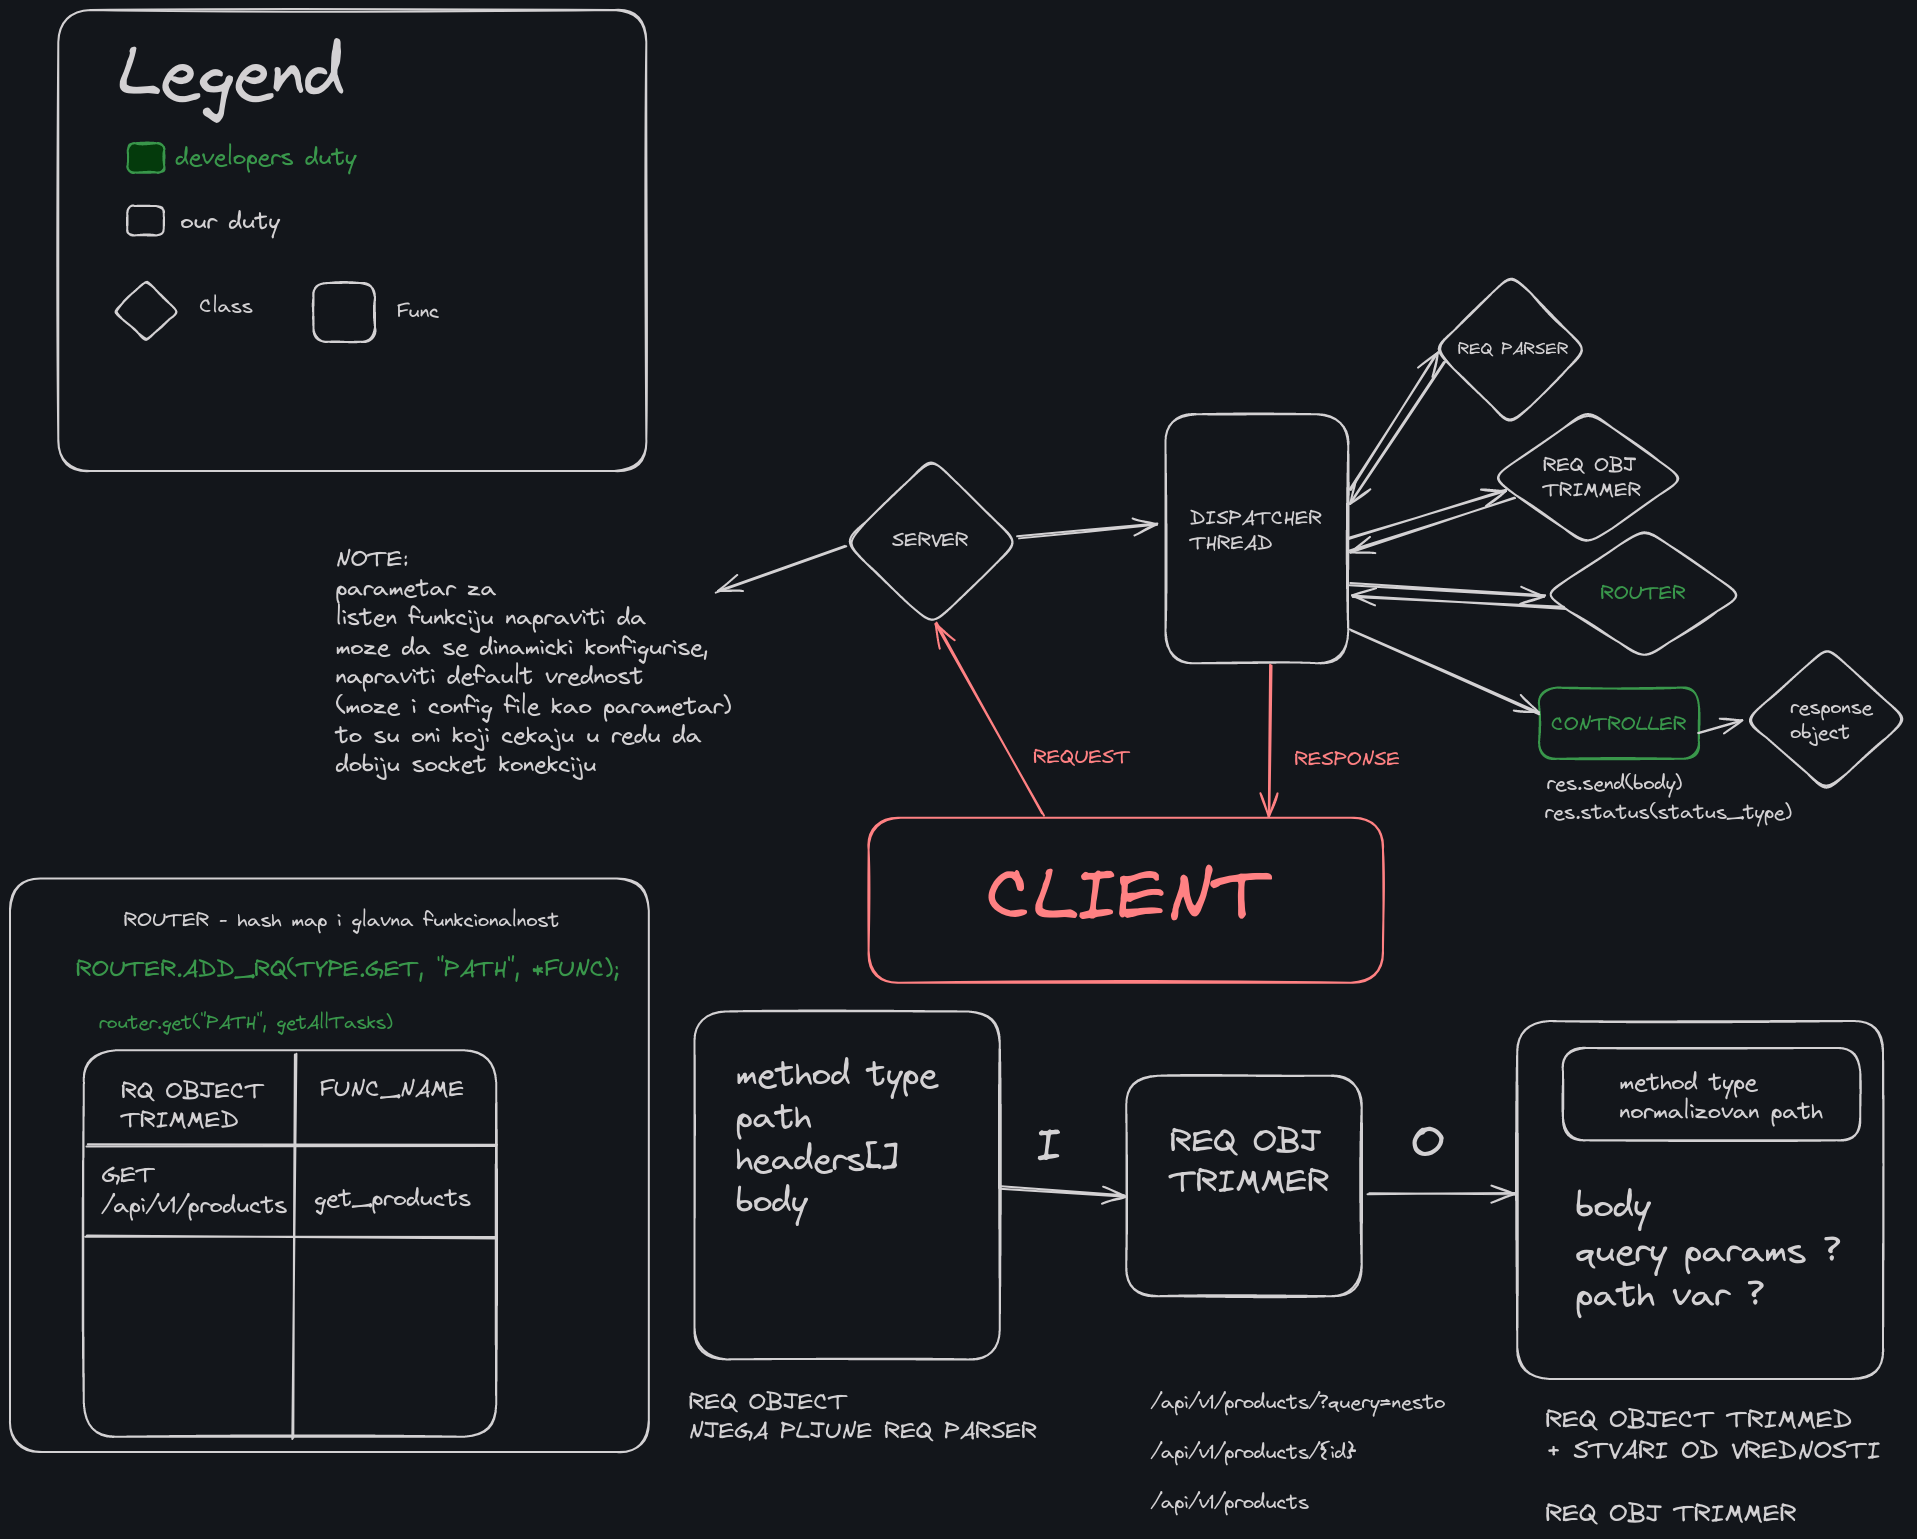 Legend
developers duty
our duty
Class
Func
REQ PARSER
REQ OBJ
TRIMMER
DISPATCHER
THREAD
SERVER
ROUTER
CONTROLLER
response
object
res.send(body)
res.status(status_type)
NOTE:
parametar za
listen funkciju napraviti da
moze da se dinamicki konfigurise,
napraviti default vrednost
(moze i config file kao parametar)
to su oni koji cekaju u redu da
dobiju socket konekciju
REQUEST
RESPONSE
CLIENT
ROUTER - hash map i glavna funkcionalnost
ROUTER.ADD_RQ(TYPE.GET, "PATH", *FUNC);
router.get("PATH", getAllTasks)
RQ OBJECT
TRIMMED
FUNC_NAME
GET
/api/v1/products
get_products
method type
path
headers[]
body
I
REQ OBJ
TRIMMER
O
method type
normalizovan path
body
query params ?
path var ?
REQ OBJECT
NJEGA PLJUNE REQ PARSER
/api/v1/products/?query=nesto
/api/v1/products/{id}
/api/v1/products
REQ OBJECT TRIMMED
+ STVARI OD VREDNOSTI
REQ OBJ TRIMMER